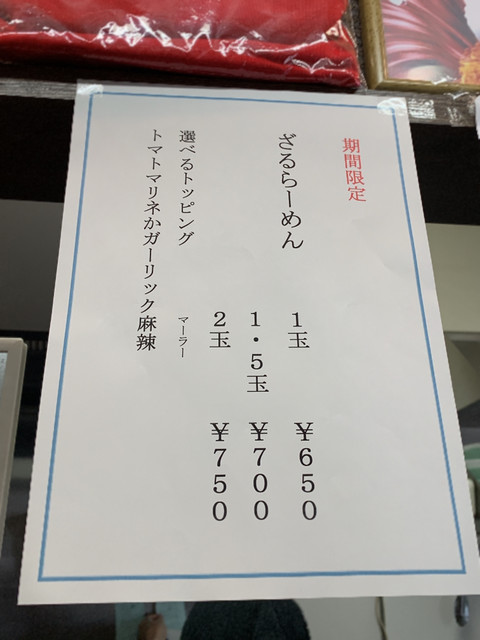 期間限定
ざるらーめん
1玉 ¥650
1・5玉 ¥700
2玉 ¥750
選べるトッピング
マーラー
トマトマリネかガーリック麻辣